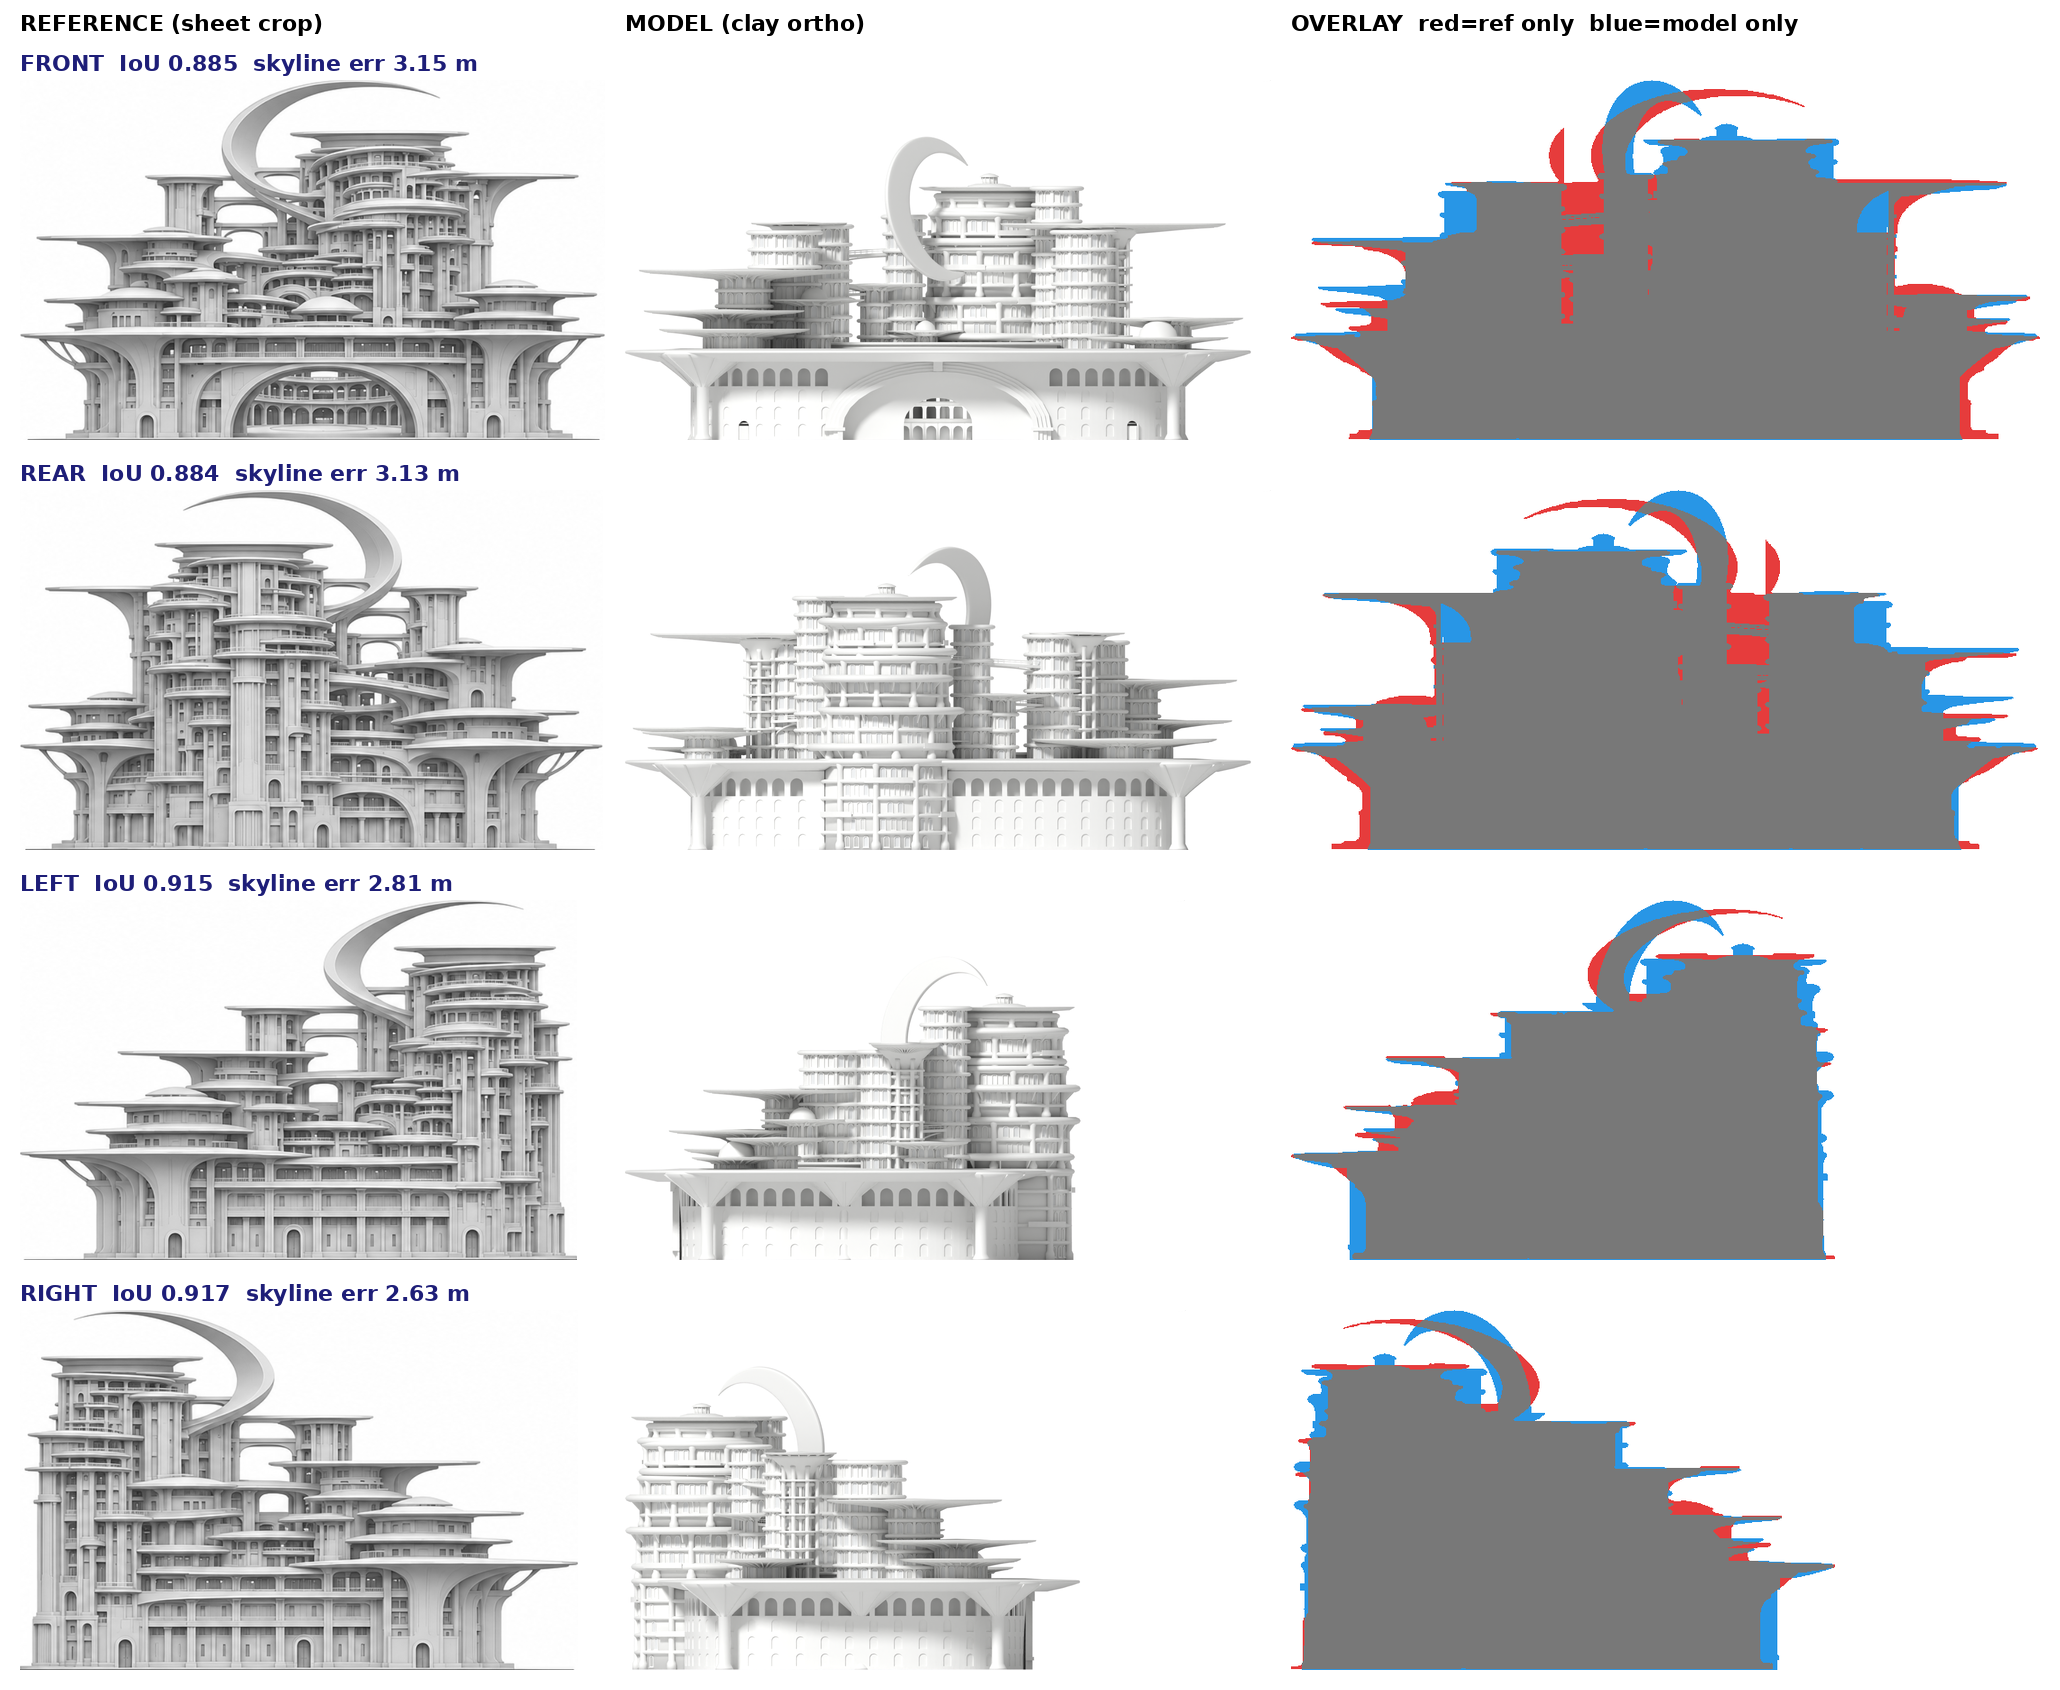 REFERENCE (sheet crop)
MODEL (clay ortho)
OVERLAY  red=ref only  blue=model only
FRONT  IoU 0.885  skyline err 3.15 m
REAR  IoU 0.884  skyline err 3.13 m
LEFT  IoU 0.915  skyline err 2.81 m
RIGHT  IoU 0.917  skyline err 2.63 m